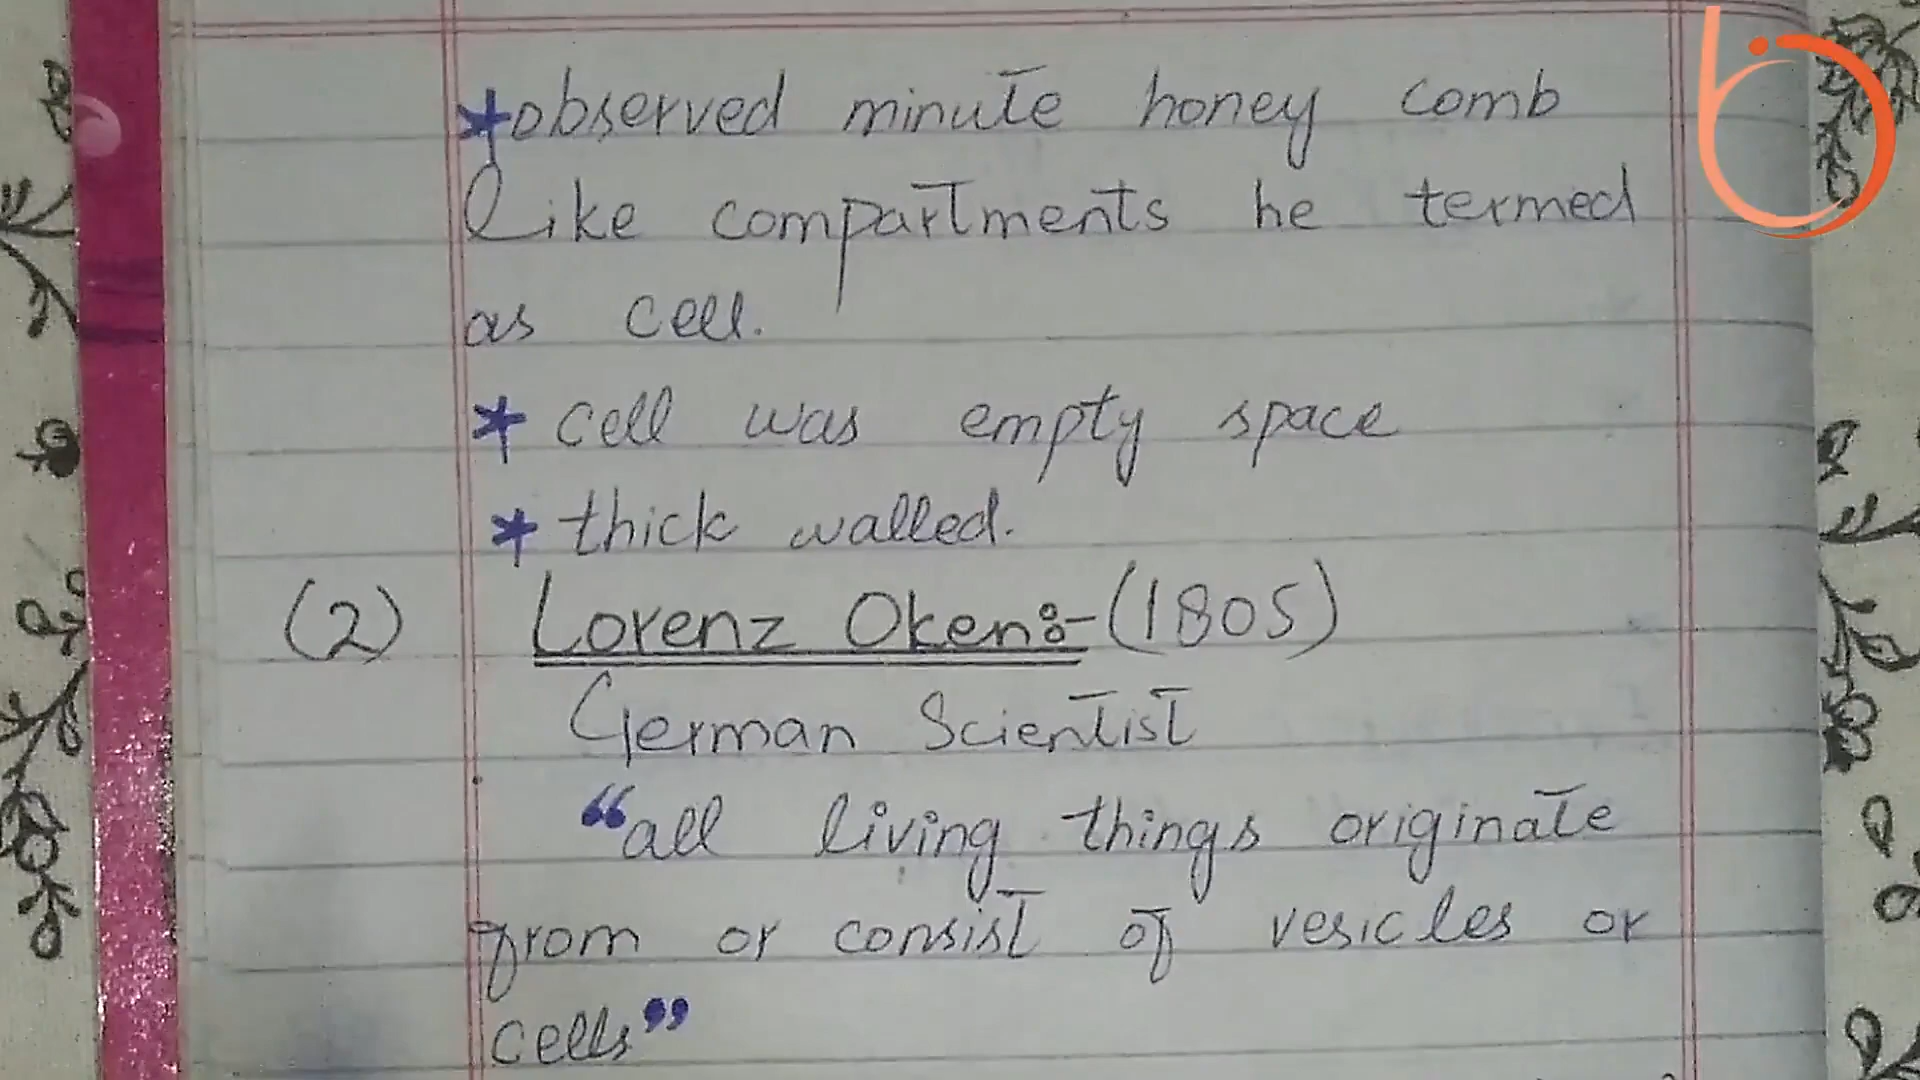 *observed minute honey comb
like compartments he termed
as cell.
* cell was empty space
* thick walled.
(2) Lorenz Oken:-(1805)
German Scientist
“all living things originate
from or consist of vesicles or
cells”